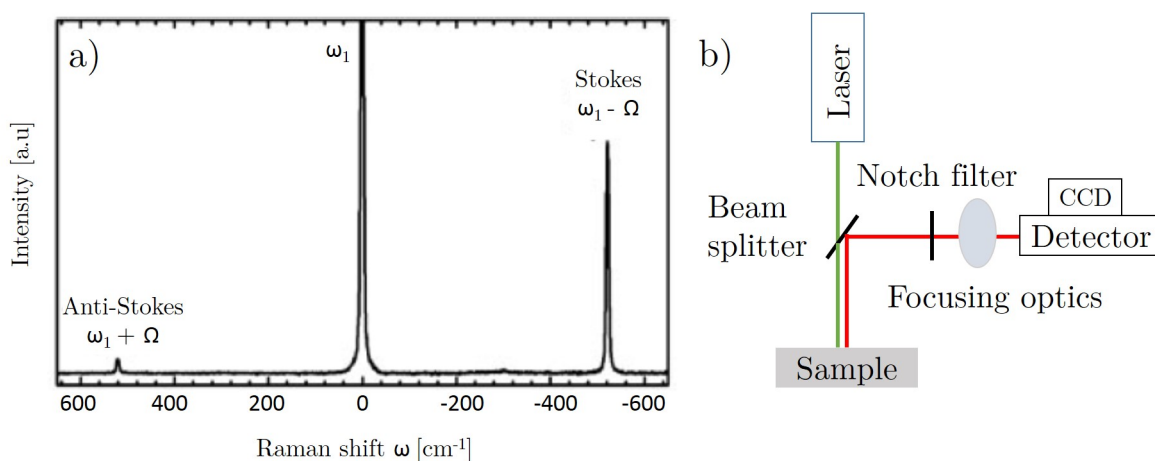 a)
ω₁
Stokes
ω₁ - Ω
Anti-Stokes
ω₁ + Ω
Intensity [a.u]
600 400 200 0 -200 -400 -600
Raman shift ω [cm⁻¹]
b)
Laser
Notch filter
Beam
splitter
CCD
Detector
Focusing optics
Sample